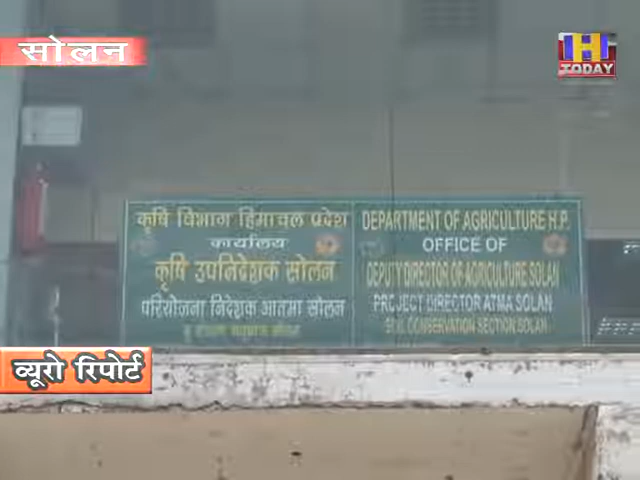 सोलन
IHI
TODAY
कृषि विभाग हिमाचल प्रदेश
कार्यालय
कृषि उपनिदेशक सोलन
परियोजना निदेशक आतमा सोलन
DEPARTMENT OF AGRICULTURE H.P.
OFFICE OF
DEPUTY DIRECTOR OF AGRICULTURE SOLAN
PROJECT DIRECTOR ATMA SOLAN
SOIL CONSERVATION SECTION SOLAN
व्यूरो रिपोर्ट